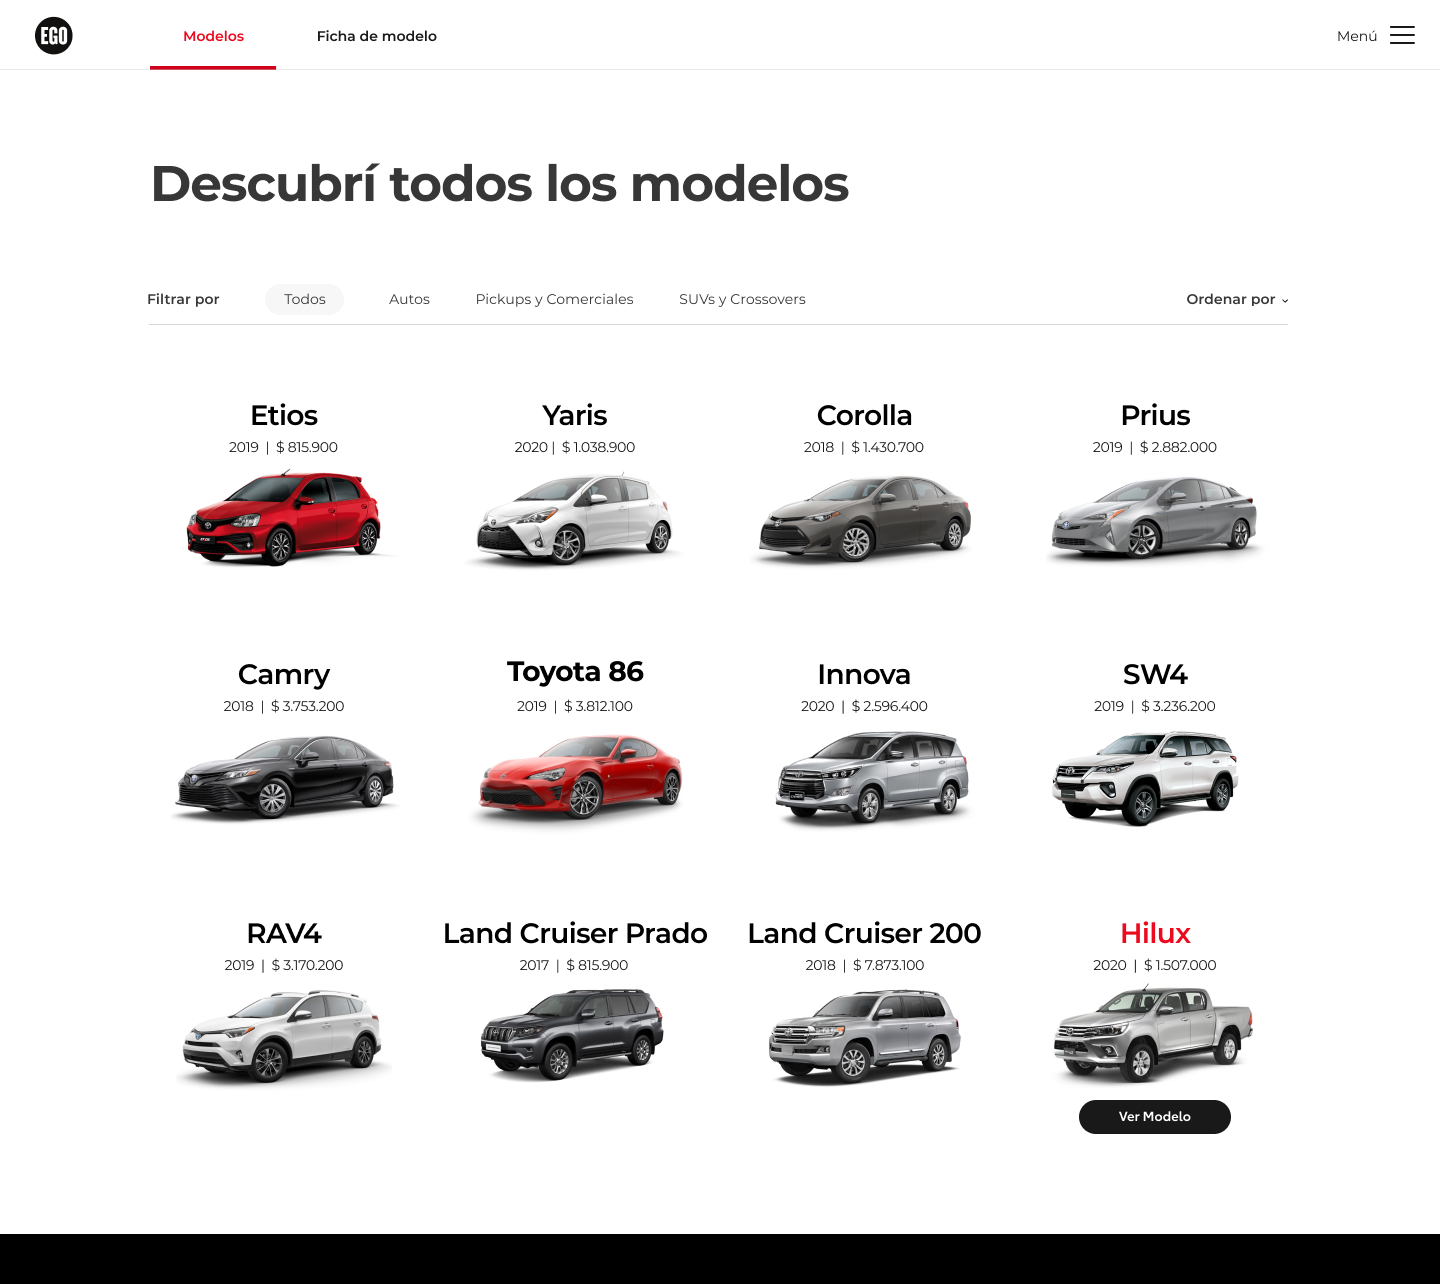 EGO
Modelos
Ficha de modelo
Menú
Descubrí todos los modelos
Filtrar por
Todos
Autos
Pickups y Comerciales
SUVs y Crossovers
Ordenar por
Etios
2019 | $ 815.900
Yaris
2020 | $ 1.038.900
Corolla
2018 | $ 1.430.700
Prius
2019 | $ 2.882.000
Camry
2018 | $ 3.753.200
Toyota 86
2019 | $ 3.812.100
Innova
2020 | $ 2.596.400
SW4
2019 | $ 3.236.200
RAV4
2019 | $ 3.170.200
Land Cruiser Prado
2017 | $ 815.900
Land Cruiser 200
2018 | $ 7.873.100
Hilux
2020 | $ 1.507.000
Ver Modelo